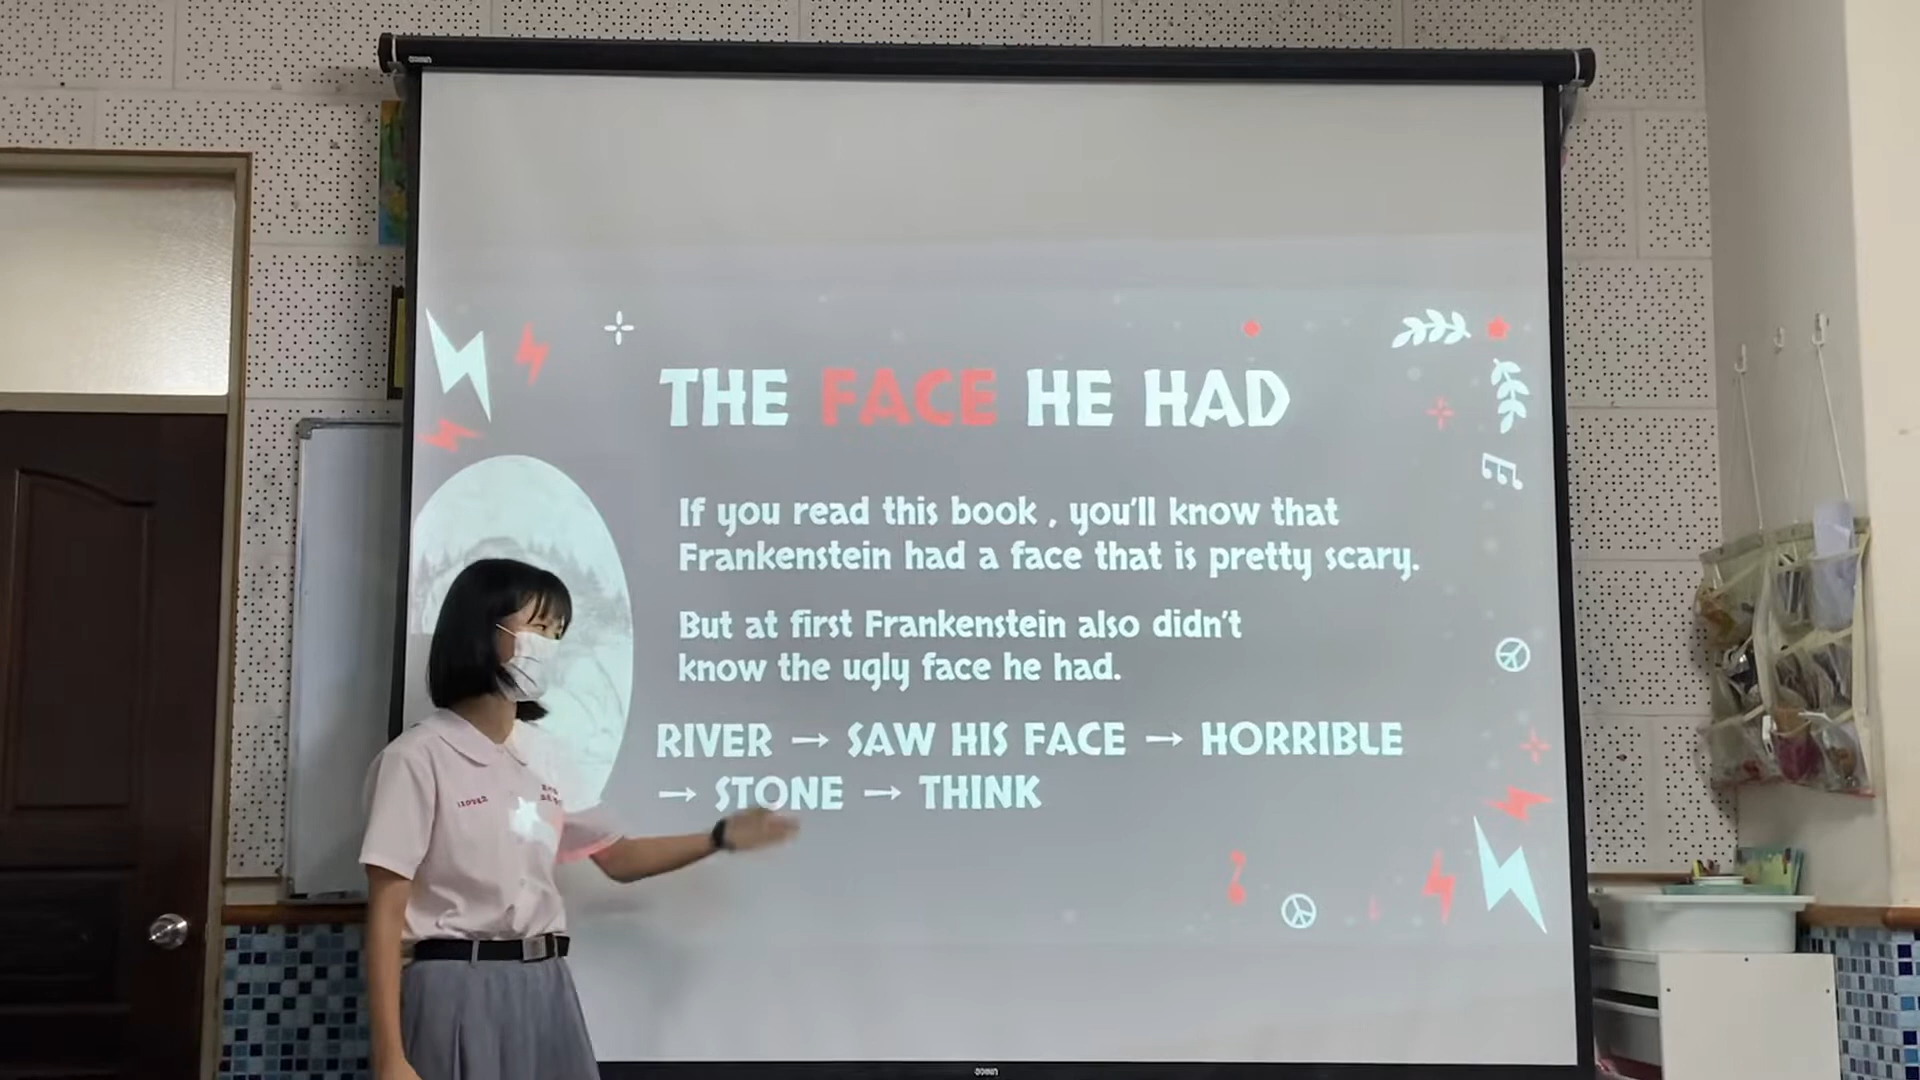 THE FACE HE HAD
If you read this book , you'll know that
Frankenstein had a face that is pretty scary.
But at first Frankenstein also didn't
know the ugly face he had.
RIVER → SAW HIS FACE → HORRIBLE
→ STONE → THINK